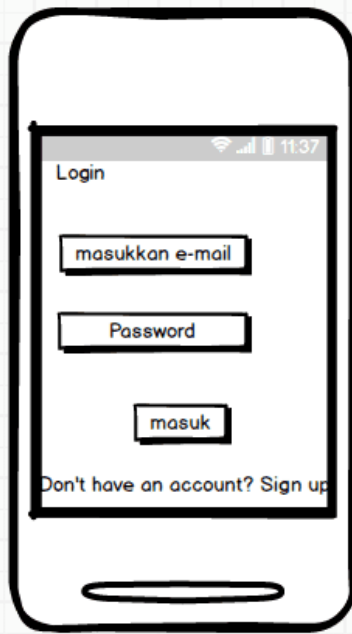 11:37
Login
masukkan e-mail
Password
masuk
Don't have an account? Sign up